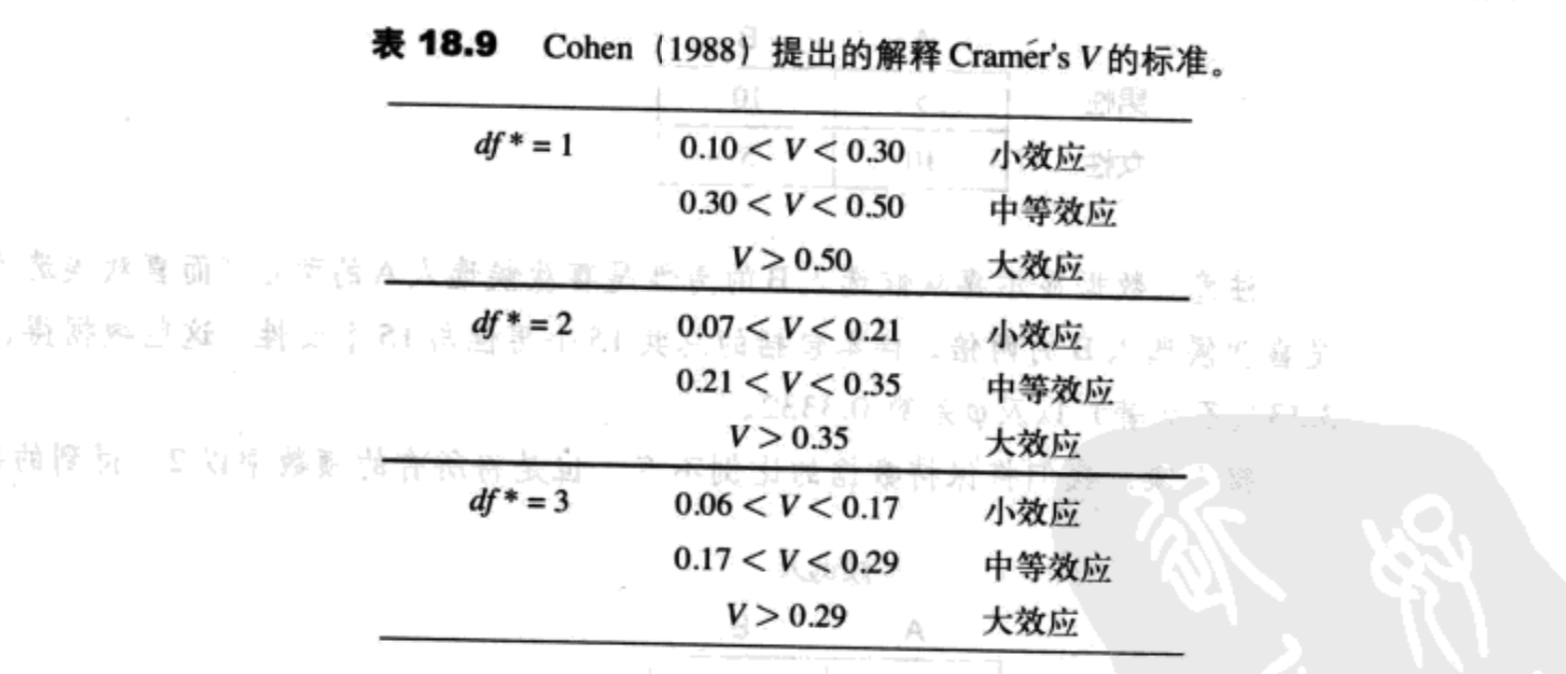 表 18.9 Cohen (1988) 提出的解释 Cramér's V 的标准。
df * = 1 0.10 < V < 0.30 小效应
0.30 < V < 0.50 中等效应
V > 0.50 大效应
df * = 2 0.07 < V < 0.21 小效应
0.21 < V < 0.35 中等效应
V > 0.35 大效应
df * = 3 0.06 < V < 0.17 小效应
0.17 < V < 0.29 中等效应
V > 0.29 大效应